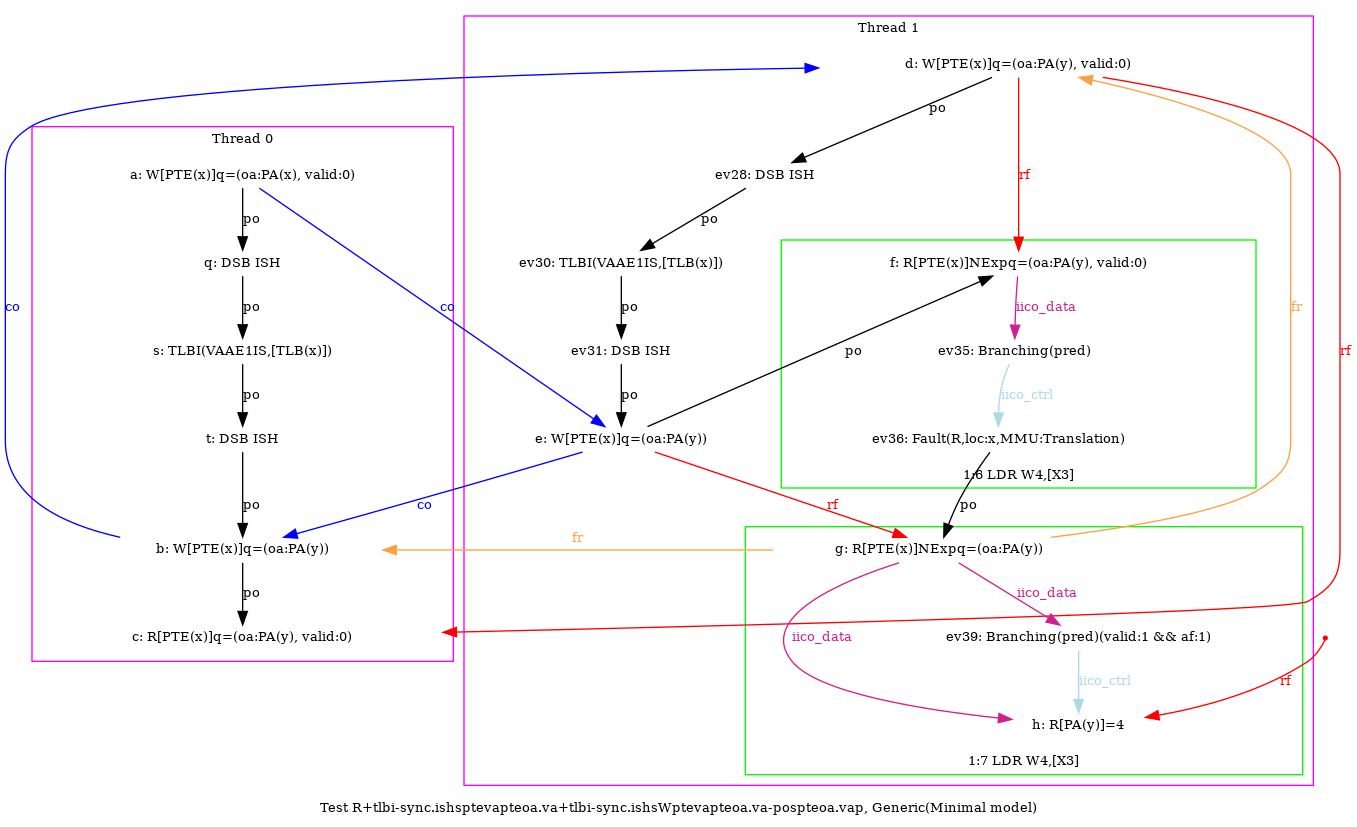 Thread 1
d: W[PTE(x)]q=(oa:PA(y), valid:0)
po
Thread 0
a: W[PTE(x)]q=(oa:PA(x), valid:0)
ev28: DSB ISH
rf
po
po
q: DSB ISH
ev30: TLBI(VAAE1IS,[TLB(x)])
f: R[PTE(x)]NExpq=(oa:PA(y), valid:0)
co
po
co
po
iico_data
fr
s: TLBI(VAAE1IS,[TLB(x)])
ev31: DSB ISH
po
ev35: Branching(pred)
rf
po
po
iico_ctrl
t: DSB ISH
e: W[PTE(x)]q=(oa:PA(y))
ev36: Fault(R,loc:x,MMU:Translation)
1:6 LDR W4,[X3]
po
co
rf
po
fr
b: W[PTE(x)]q=(oa:PA(y))
g: R[PTE(x)]NExpq=(oa:PA(y))
po
iico_data
c: R[PTE(x)]q=(oa:PA(y), valid:0)
iico_data
ev39: Branching(pred)(valid:1 && af:1)
iico_ctrl
rf
h: R[PA(y)]=4
1:7 LDR W4,[X3]
Test R+tlbi-sync.ishsptevapteoa.va+tlbi-sync.ishsWptevapteoa.va-pospteoa.vap, Generic(Minimal model)